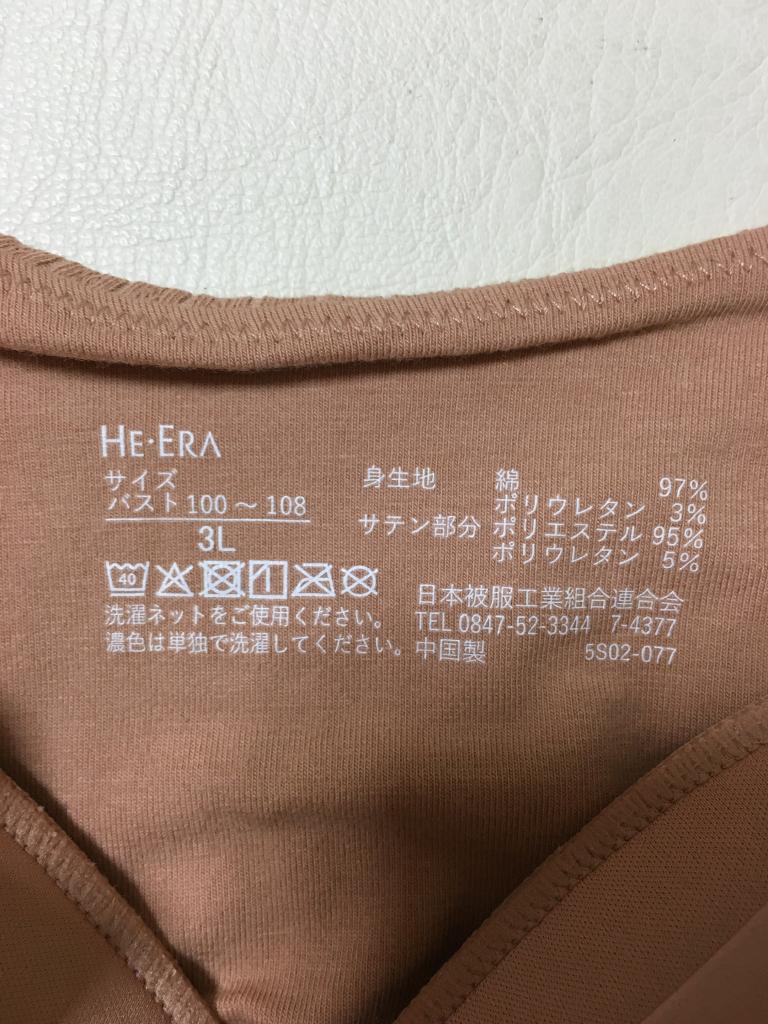 HE・ERA
サイズ
バスト 100 ～ 108
3L
40
洗濯ネットをご使用ください。
濃色は単独で洗濯してください。
身生地 綿 97%
ポリウレタン 3%
サテン部分 ポリエステル 95%
ポリウレタン 5%
日本被服工業組合連合会
TEL 0847-52-3344 7-4377
中国製 5S02-077